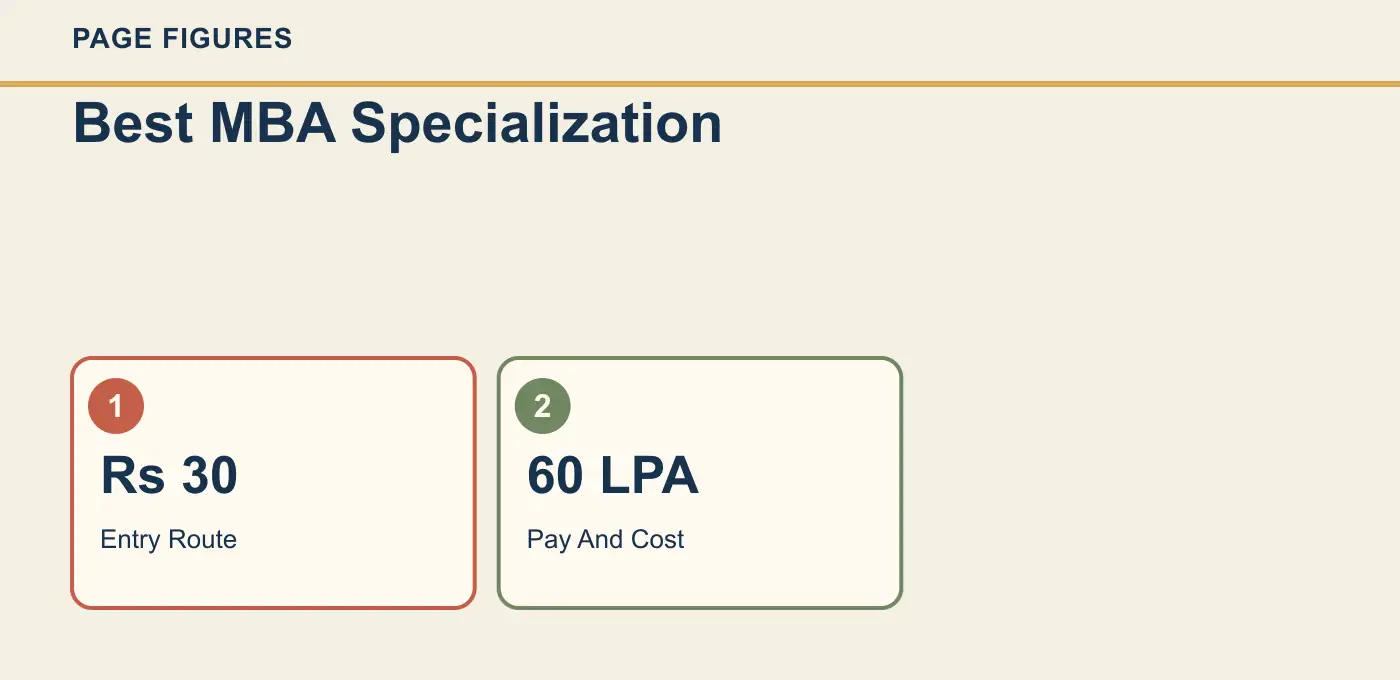 PAGE FIGURES
Best MBA Specialization
1
Rs 30
Entry Route
2
60 LPA
Pay And Cost